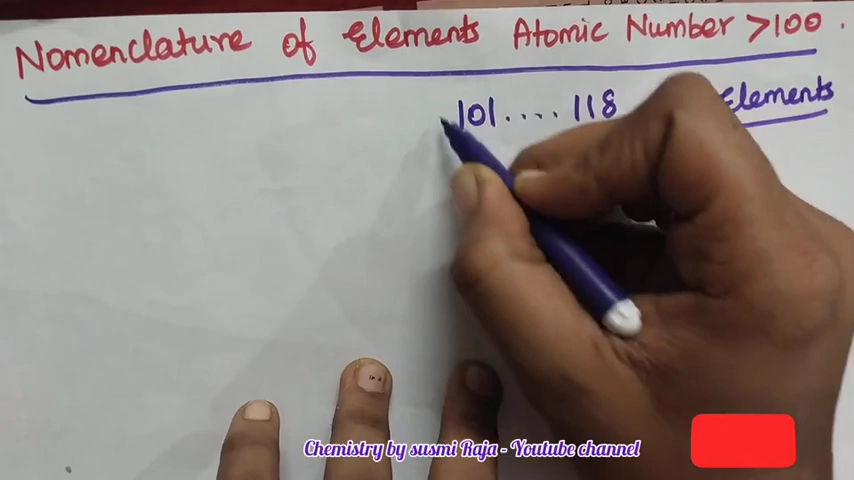 Nomenclature of Elements Atomic Number >100.
101.... 118 Elements
Chemistry by susmi Raja - Youtube channel